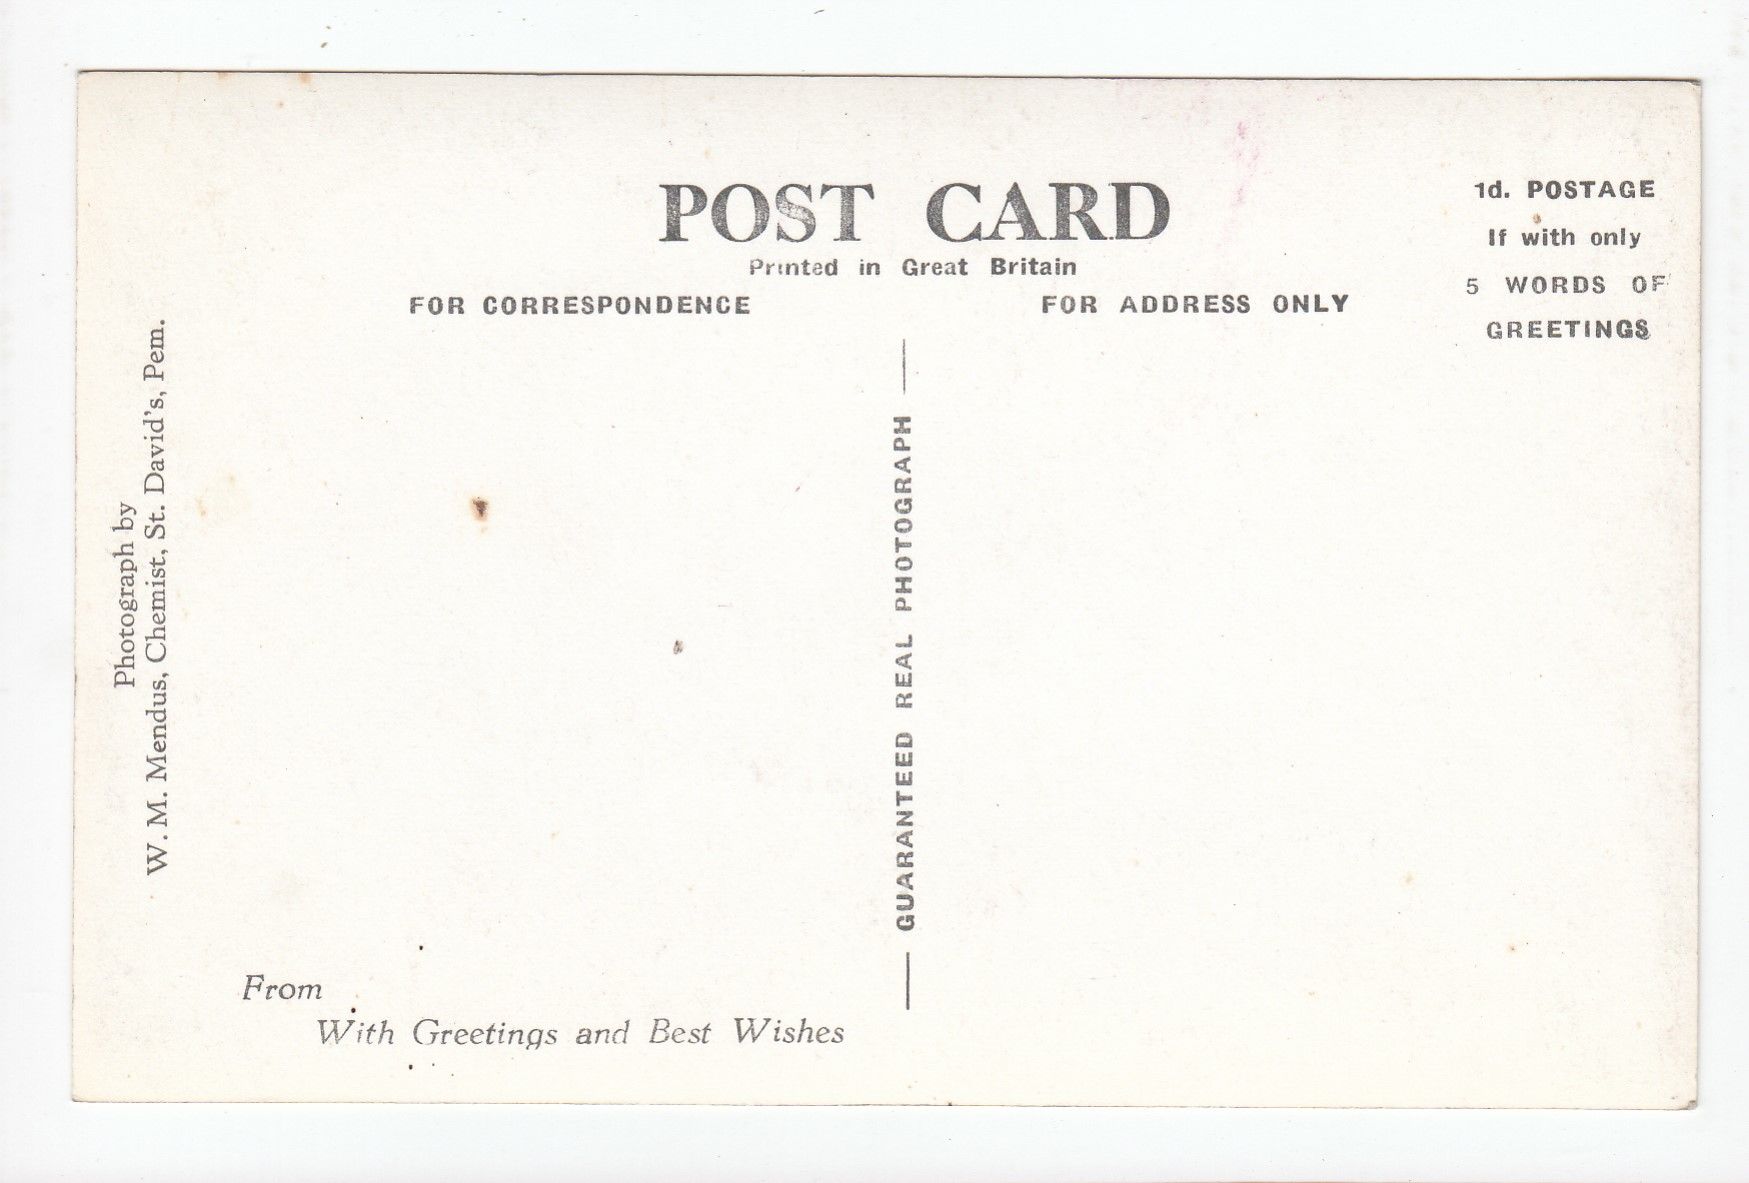 POST CARD
Printed in Great Britain
FOR CORRESPONDENCE
FOR ADDRESS ONLY
1d. POSTAGE
If with only
5 WORDS OF
GREETINGS
Photograph by
W. M. Mendus, Chemist, St. David's, Pem.
GUARANTEED REAL PHOTOGRAPH
From
With Greetings and Best Wishes